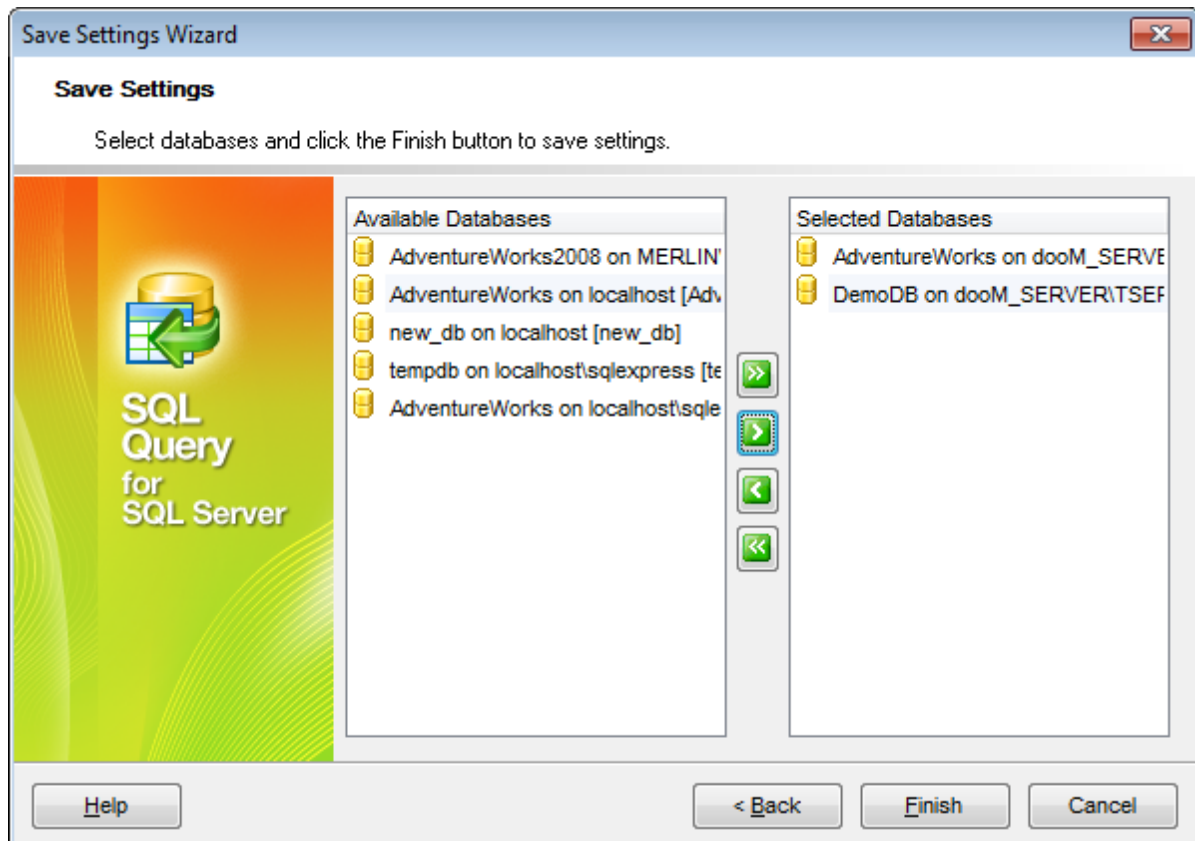 Save Settings Wizard
Save Settings
Select databases and click the Finish button to save settings.
SQL
Query
for
SQL Server
Available Databases
AdventureWorks2008 on MERLIN'
AdventureWorks on localhost [Adv
new_db on localhost [new_db]
tempdb on localhost\sqlexpress [te
AdventureWorks on localhost\sqle
Selected Databases
AdventureWorks on dooM_SERVE
DemoDB on dooM_SERVER\TSER
Help
< Back
Finish
Cancel